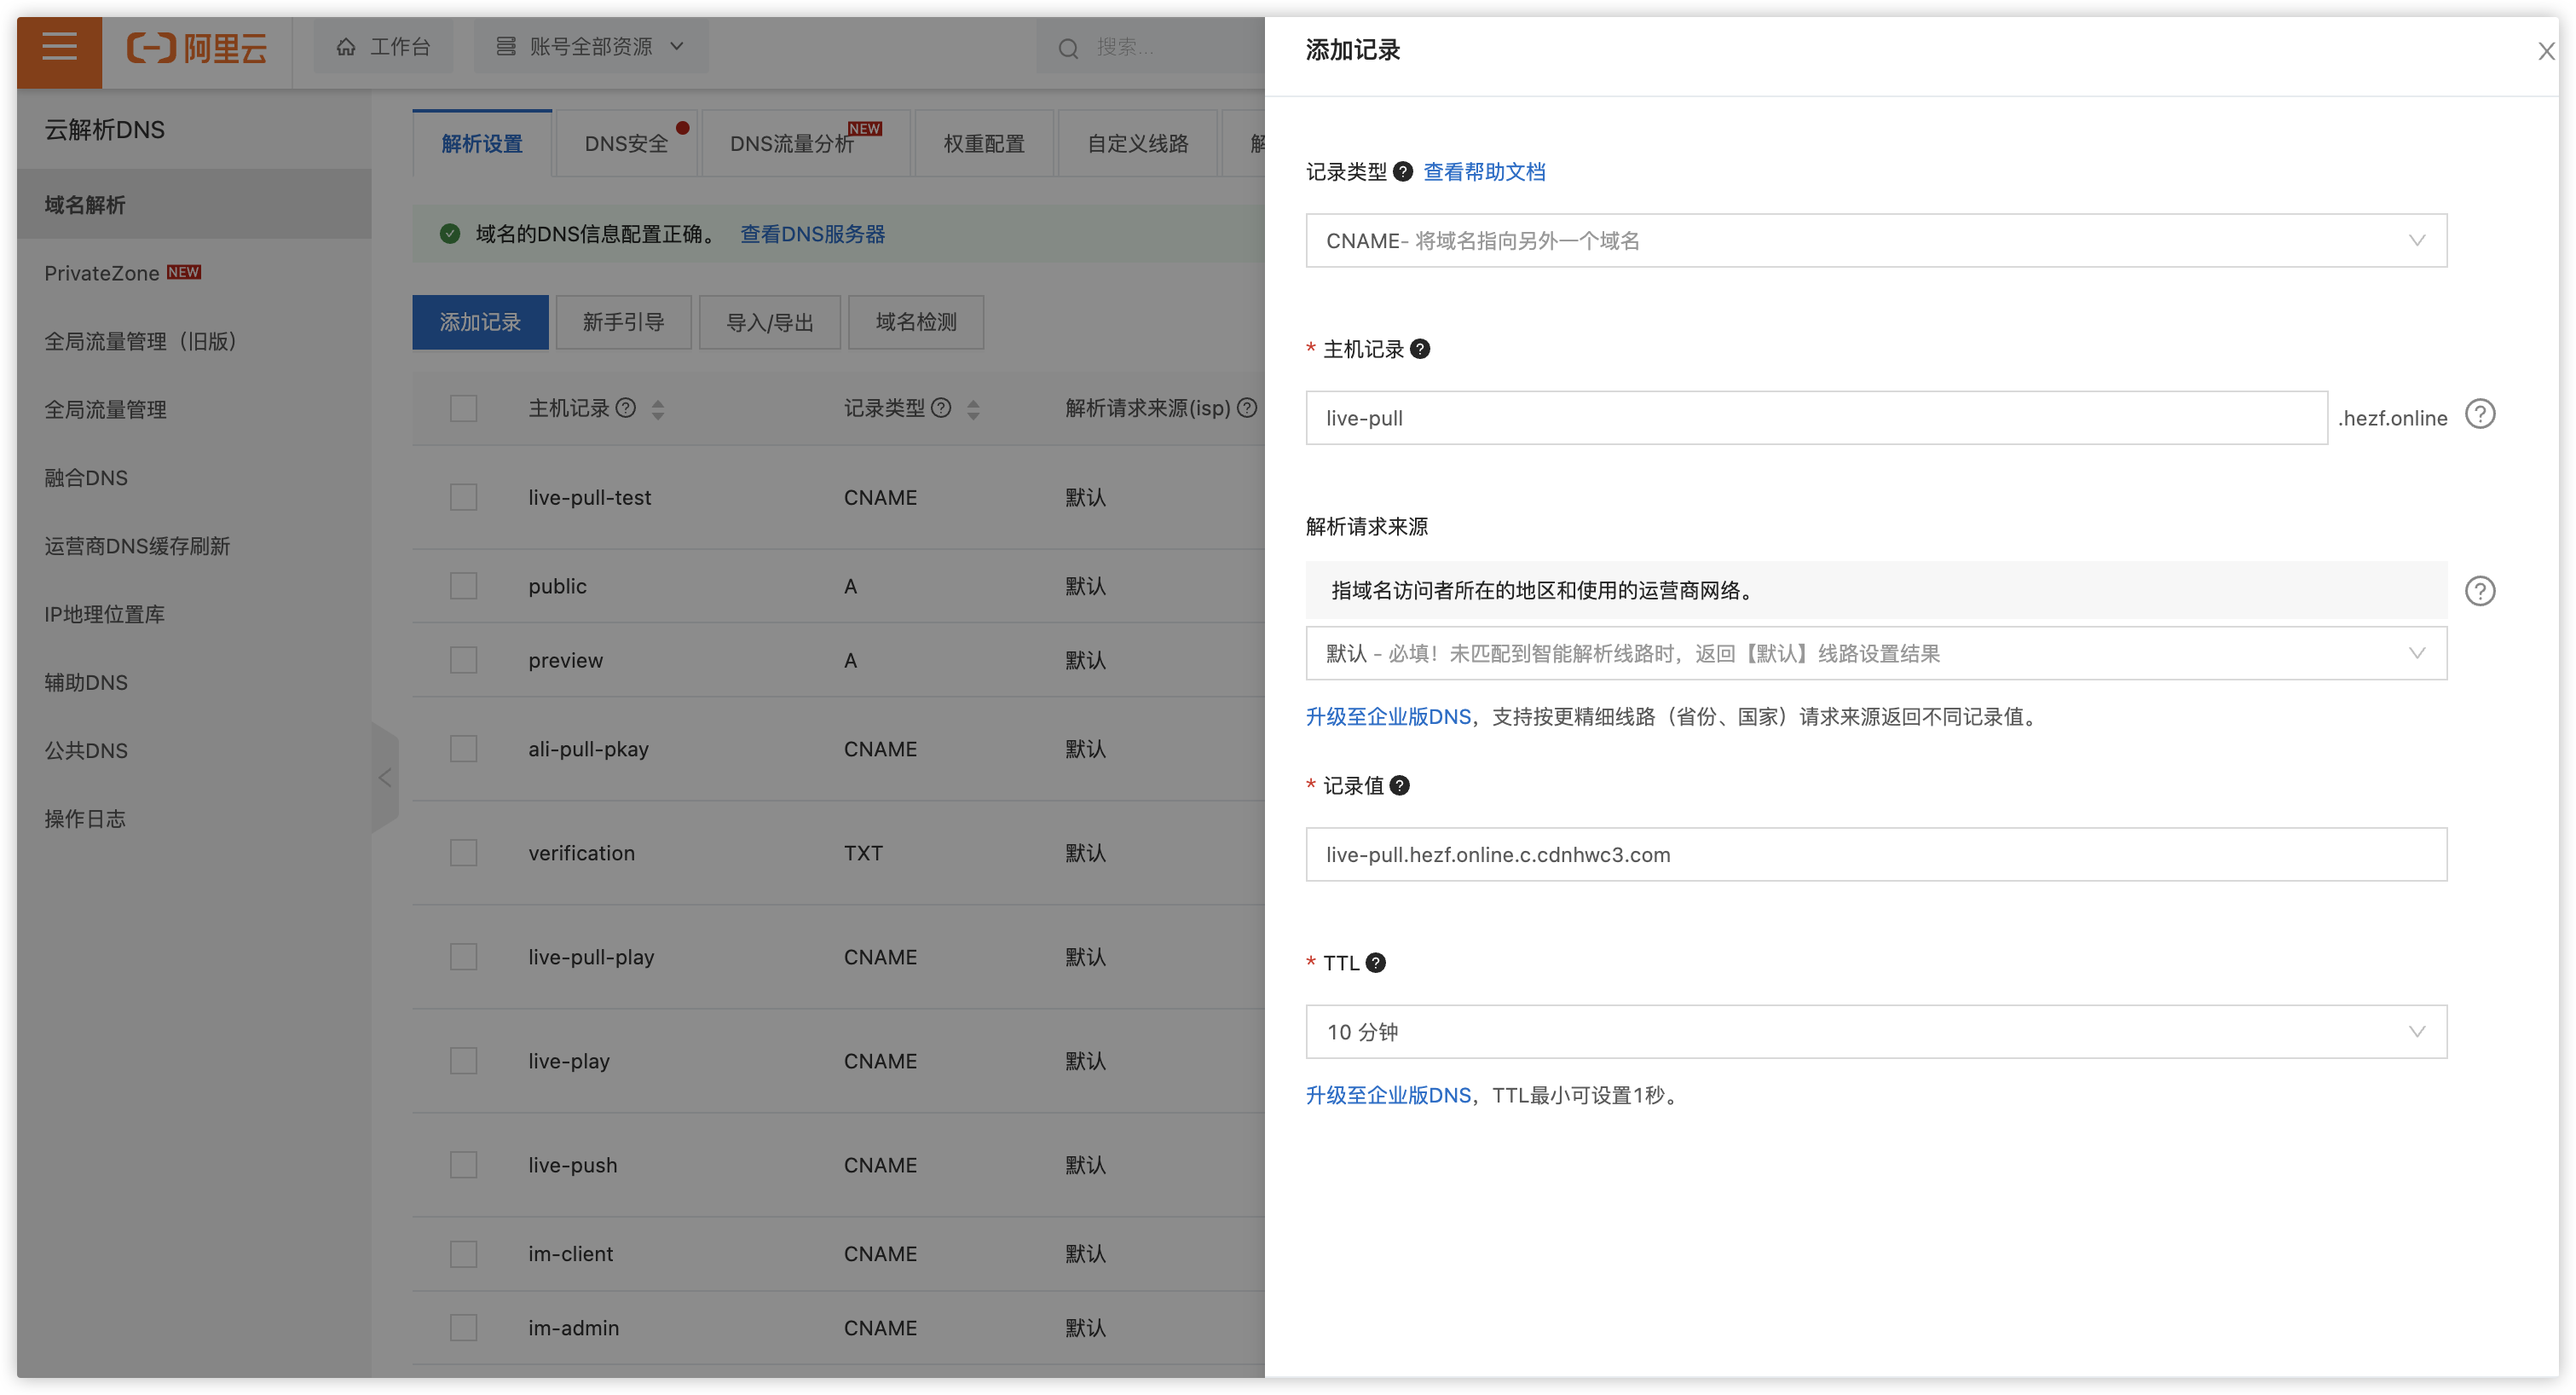 阿里云
工作台
账号全部资源
搜索...
云解析DNS
域名解析
PrivateZone NEW
全局流量管理（旧版）
全局流量管理
融合DNS
运营商DNS缓存刷新
IP地理位置库
辅助DNS
公共DNS
操作日志
解析设置 DNS安全 DNS流量分析 NEW 权重配置 自定义线路
域名的DNS信息配置正确。 查看DNS服务器
添加记录 新手引导 导入/导出 域名检测
主机记录 记录类型 解析请求来源(isp)
live-pull-test CNAME 默认
public A 默认
preview A 默认
ali-pull-pkay CNAME 默认
verification TXT 默认
live-pull-play CNAME 默认
live-play CNAME 默认
live-push CNAME 默认
im-client CNAME 默认
im-admin CNAME 默认
添加记录
记录类型 查看帮助文档
CNAME- 将域名指向另外一个域名
* 主机记录
live-pull .hezf.online
解析请求来源
指域名访问者所在的地区和使用的运营商网络。
默认 - 必填！未匹配到智能解析线路时，返回【默认】线路设置结果
升级至企业版DNS，支持按更精细线路（省份、国家）请求来源返回不同记录值。
* 记录值
live-pull.hezf.online.c.cdnhwc3.com
* TTL
10 分钟
升级至企业版DNS，TTL最小可设置1秒。